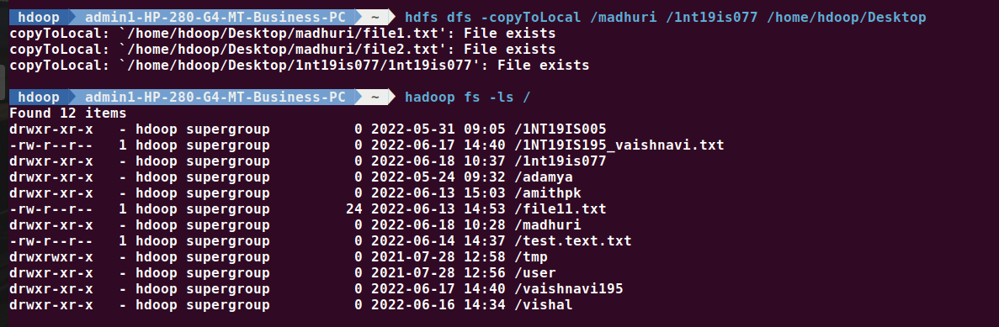 hdoop admin1-HP-280-G4-MT-Business-PC ~ hdfs dfs -copyToLocal /madhuri /1nt19is077 /home/hdoop/Desktop
copyToLocal: `/home/hdoop/Desktop/madhuri/file1.txt': File exists
copyToLocal: `/home/hdoop/Desktop/madhuri/file2.txt': File exists
copyToLocal: `/home/hdoop/Desktop/1nt19is077/1nt19is077': File exists
hdoop admin1-HP-280-G4-MT-Business-PC ~ hadoop fs -ls /
Found 12 items
drwxr-xr-x   - hdoop supergroup          0 2022-05-31 09:05 /1NT19IS005
-rw-r--r--   1 hdoop supergroup          0 2022-06-17 14:40 /1NT19IS195_vaishnavi.txt
drwxr-xr-x   - hdoop supergroup          0 2022-06-18 10:37 /1nt19is077
drwxr-xr-x   - hdoop supergroup          0 2022-05-24 09:32 /adamya
drwxr-xr-x   - hdoop supergroup          0 2022-06-13 15:03 /amithpk
-rw-r--r--   1 hdoop supergroup         24 2022-06-13 14:53 /file11.txt
drwxr-xr-x   - hdoop supergroup          0 2022-06-18 10:28 /madhuri
-rw-r--r--   1 hdoop supergroup          0 2022-06-14 14:37 /test.text.txt
drwxrwxr-x   - hdoop supergroup          0 2021-07-28 12:58 /tmp
drwxr-xr-x   - hdoop supergroup          0 2021-07-28 12:56 /user
drwxr-xr-x   - hdoop supergroup          0 2022-06-17 14:40 /vaishnavi195
drwxr-xr-x   - hdoop supergroup          0 2022-06-16 14:34 /vishal